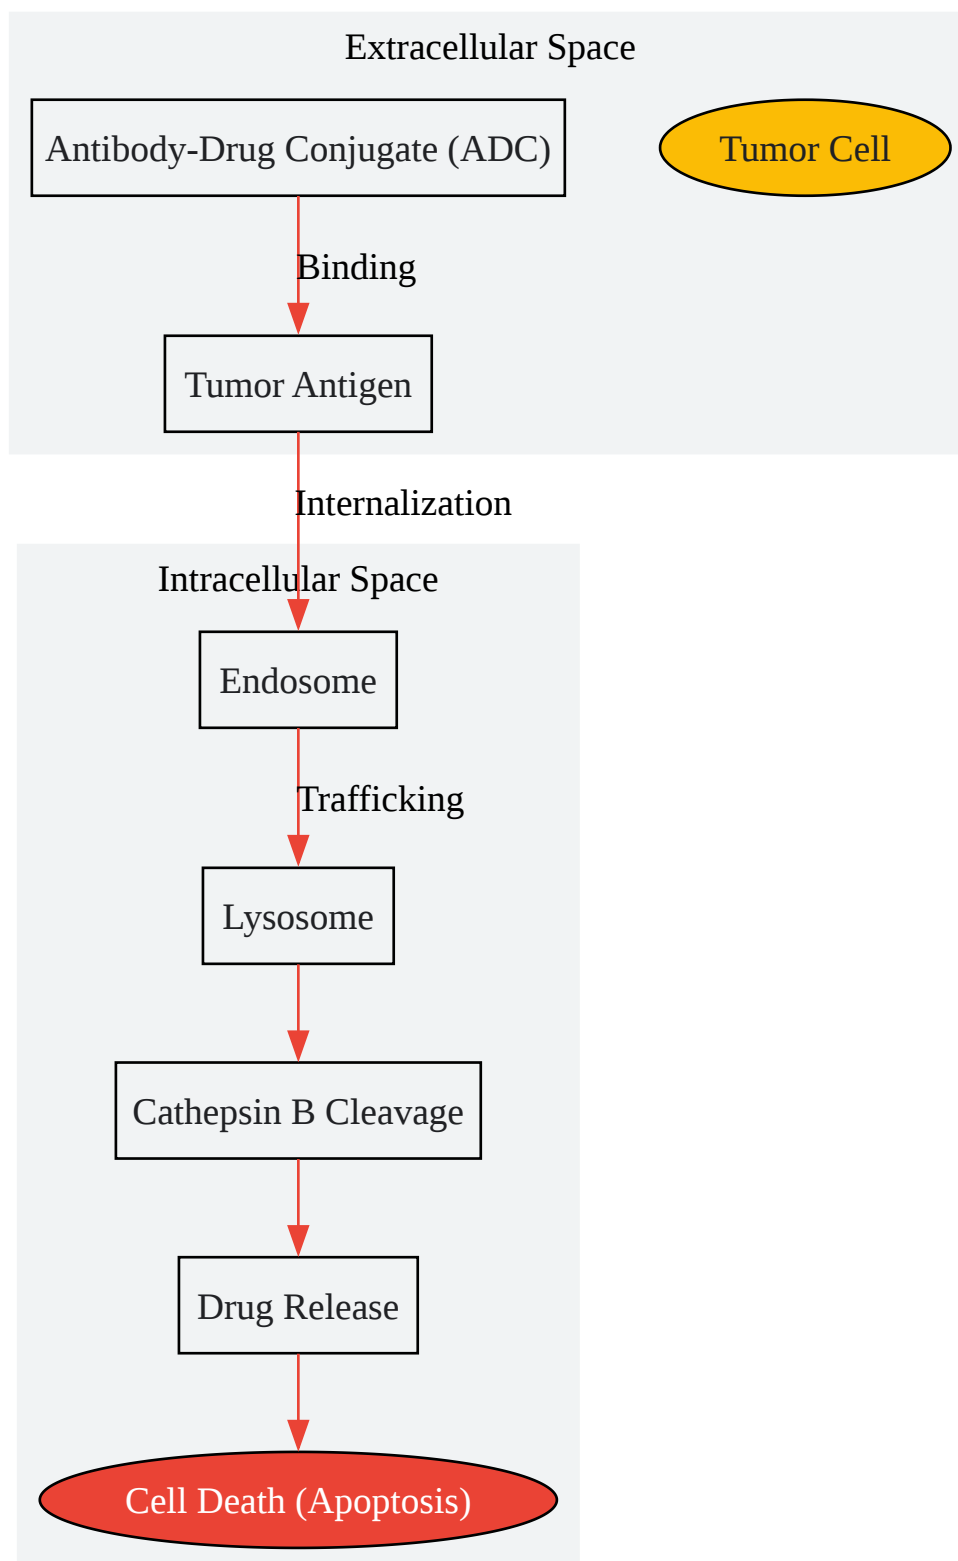 Extracellular Space
Antibody-Drug Conjugate (ADC)
Tumor Cell
Binding
Tumor Antigen
Internalization
Intracellular Space
Endosome
Trafficking
Lysosome
Cathepsin B Cleavage
Drug Release
Cell Death (Apoptosis)